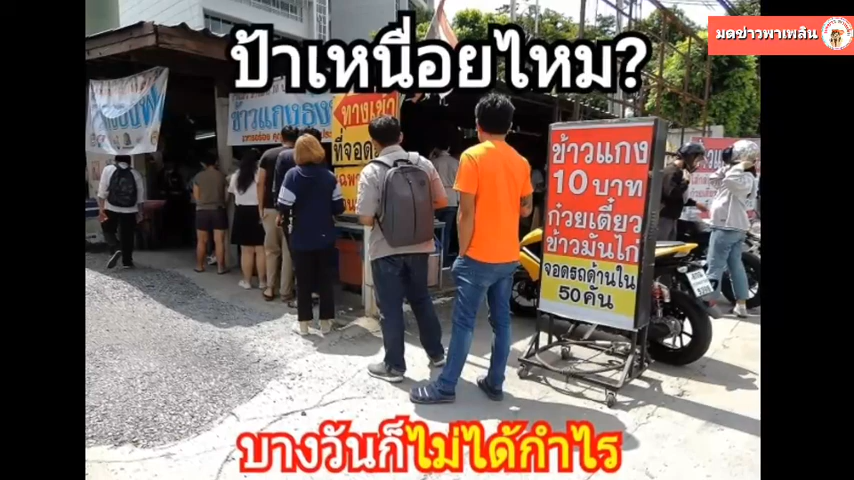 มดข่าวพาเพลิน
ป้าเหนื่อยไหม?
ข้าวแกง
ทางเข้า
ที่จอด
ข้าวแกง
10 บาท
ก๋วยเตี๋ยว
ข้าวมันไก่
จอดรถด้านใน
50 คัน
บางวันก็ไม่ได้กำไร